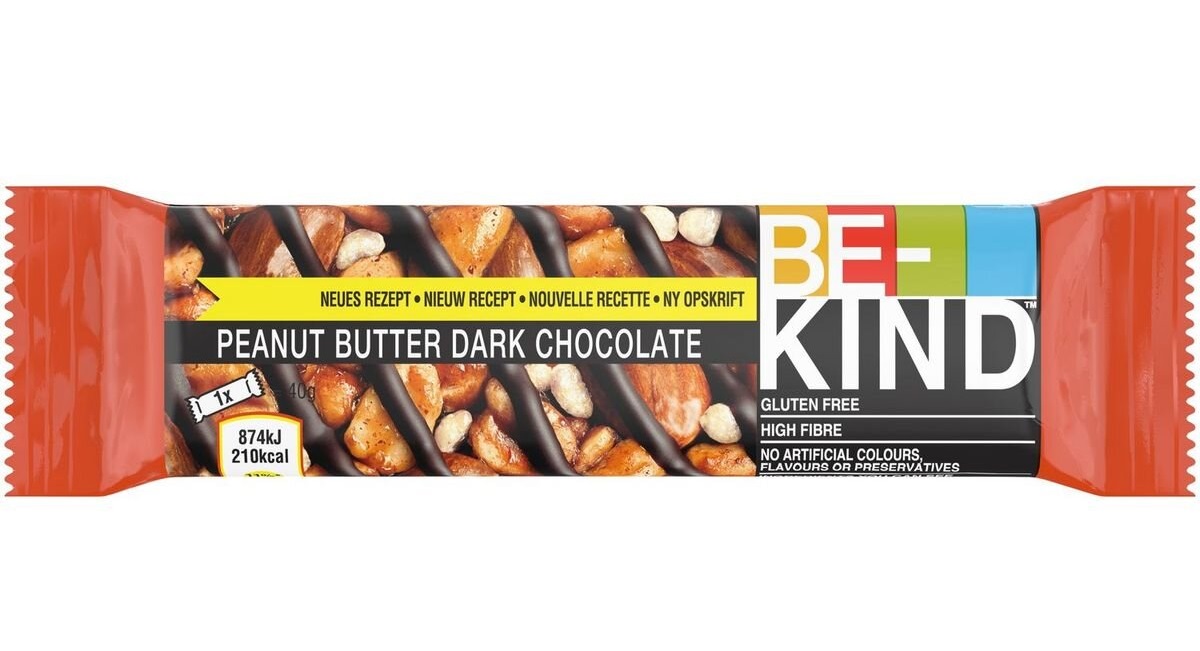 NEUES REZEPT • NIEUW RECEPT • NOUVELLE RECETTE • NY OPSKRIFT
PEANUT BUTTER DARK CHOCOLATE
1x
40g
874kJ
210kcal
BE-
KIND™
GLUTEN FREE
HIGH FIBRE
NO ARTIFICIAL COLOURS,
FLAVOURS OR PRESERVATIVES